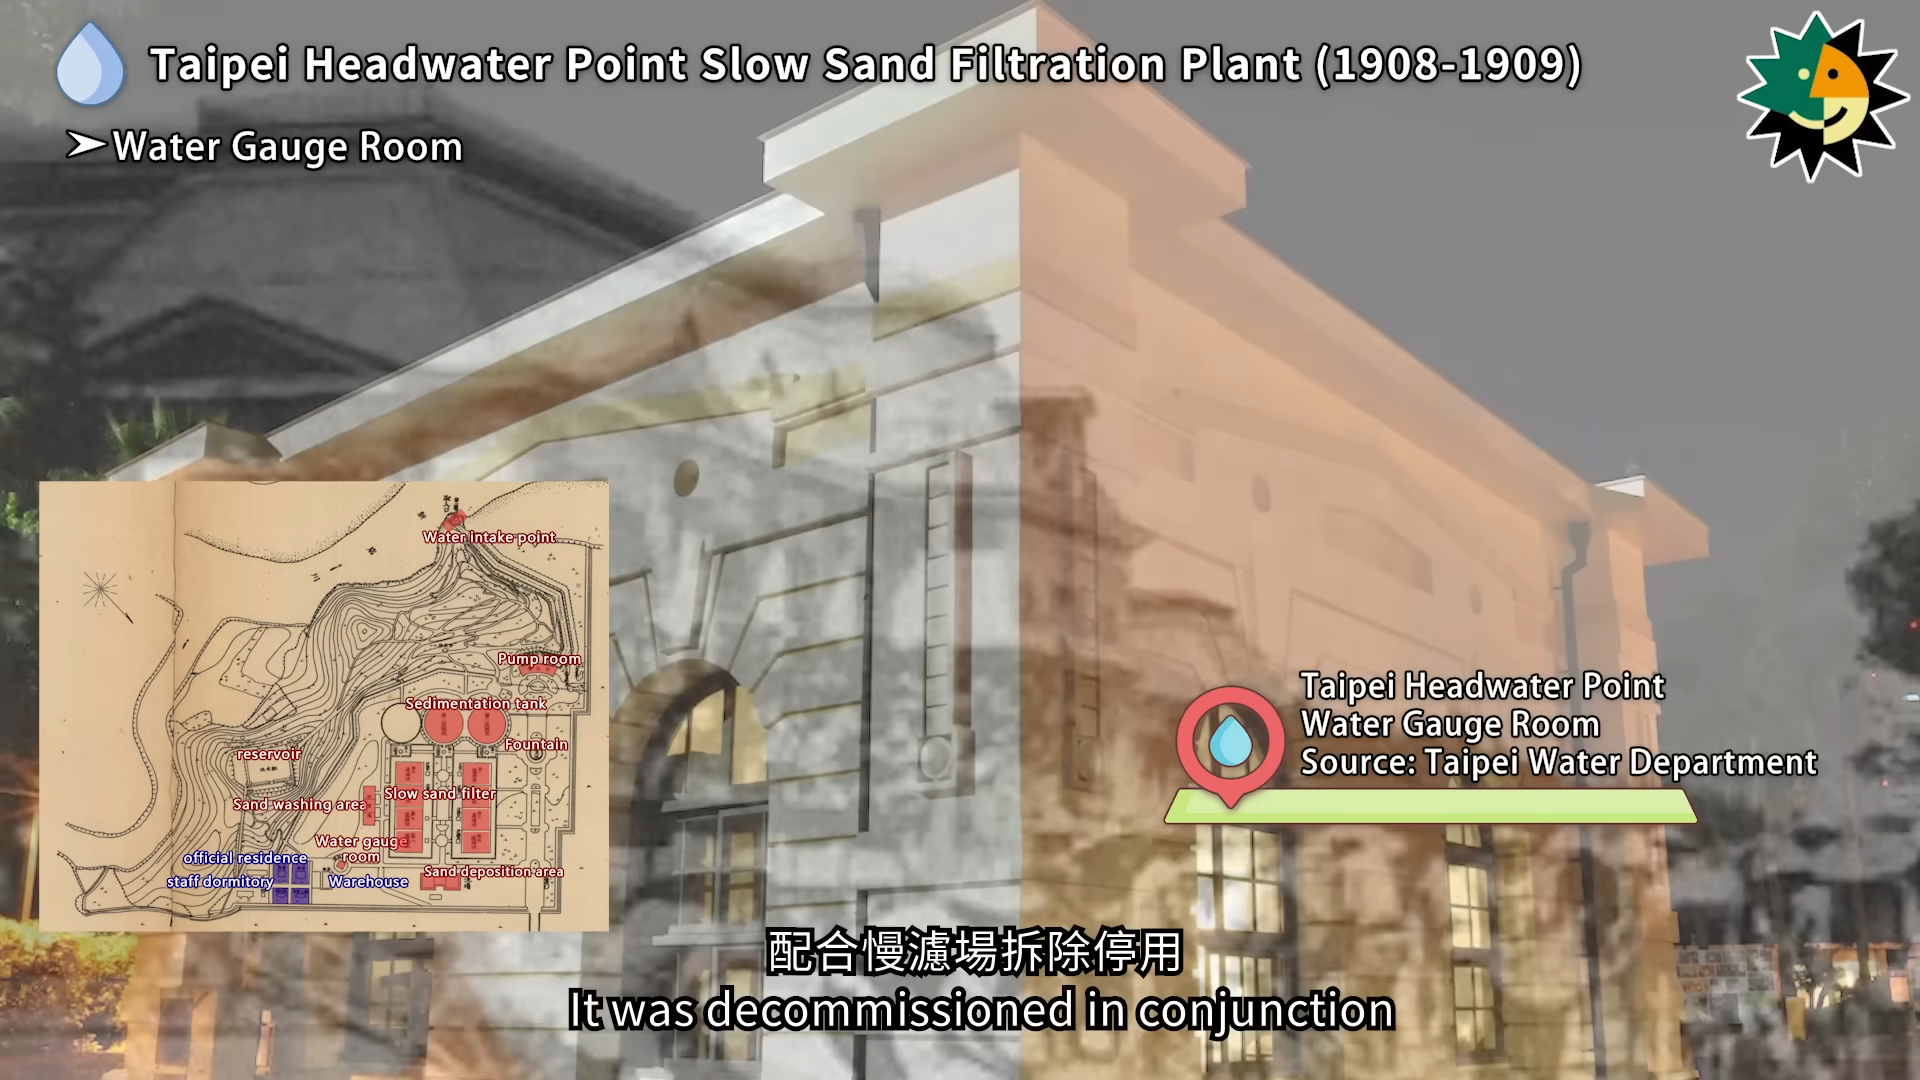 Taipei Headwater Point Slow Sand Filtration Plant (1908-1909)
Water Gauge Room
Water intake point
Pump room
Sedimentation tank
Fountain
reservoir
Slow sand filter
Sand washing area
Water gauge
room
official residence
Sand deposition area
staff dormitory
Warehouse
Taipei Headwater Point
Water Gauge Room
Source: Taipei Water Department
配合慢濾場拆除停用
It was decommissioned in conjunction